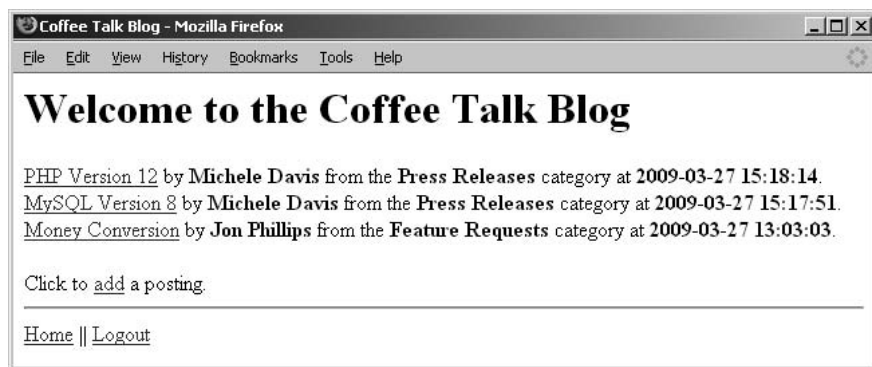 Coffee Talk Blog - Mozilla Firefox
File Edit View History Bookmarks Tools Help
Welcome to the Coffee Talk Blog
PHP Version 12 by Michele Davis from the Press Releases category at 2009-03-27 15:18:14.
MySQL Version 8 by Michele Davis from the Press Releases category at 2009-03-27 15:17:51.
Money Conversion by Jon Phillips from the Feature Requests category at 2009-03-27 13:03:03.
Click to add a posting.
Home || Logout